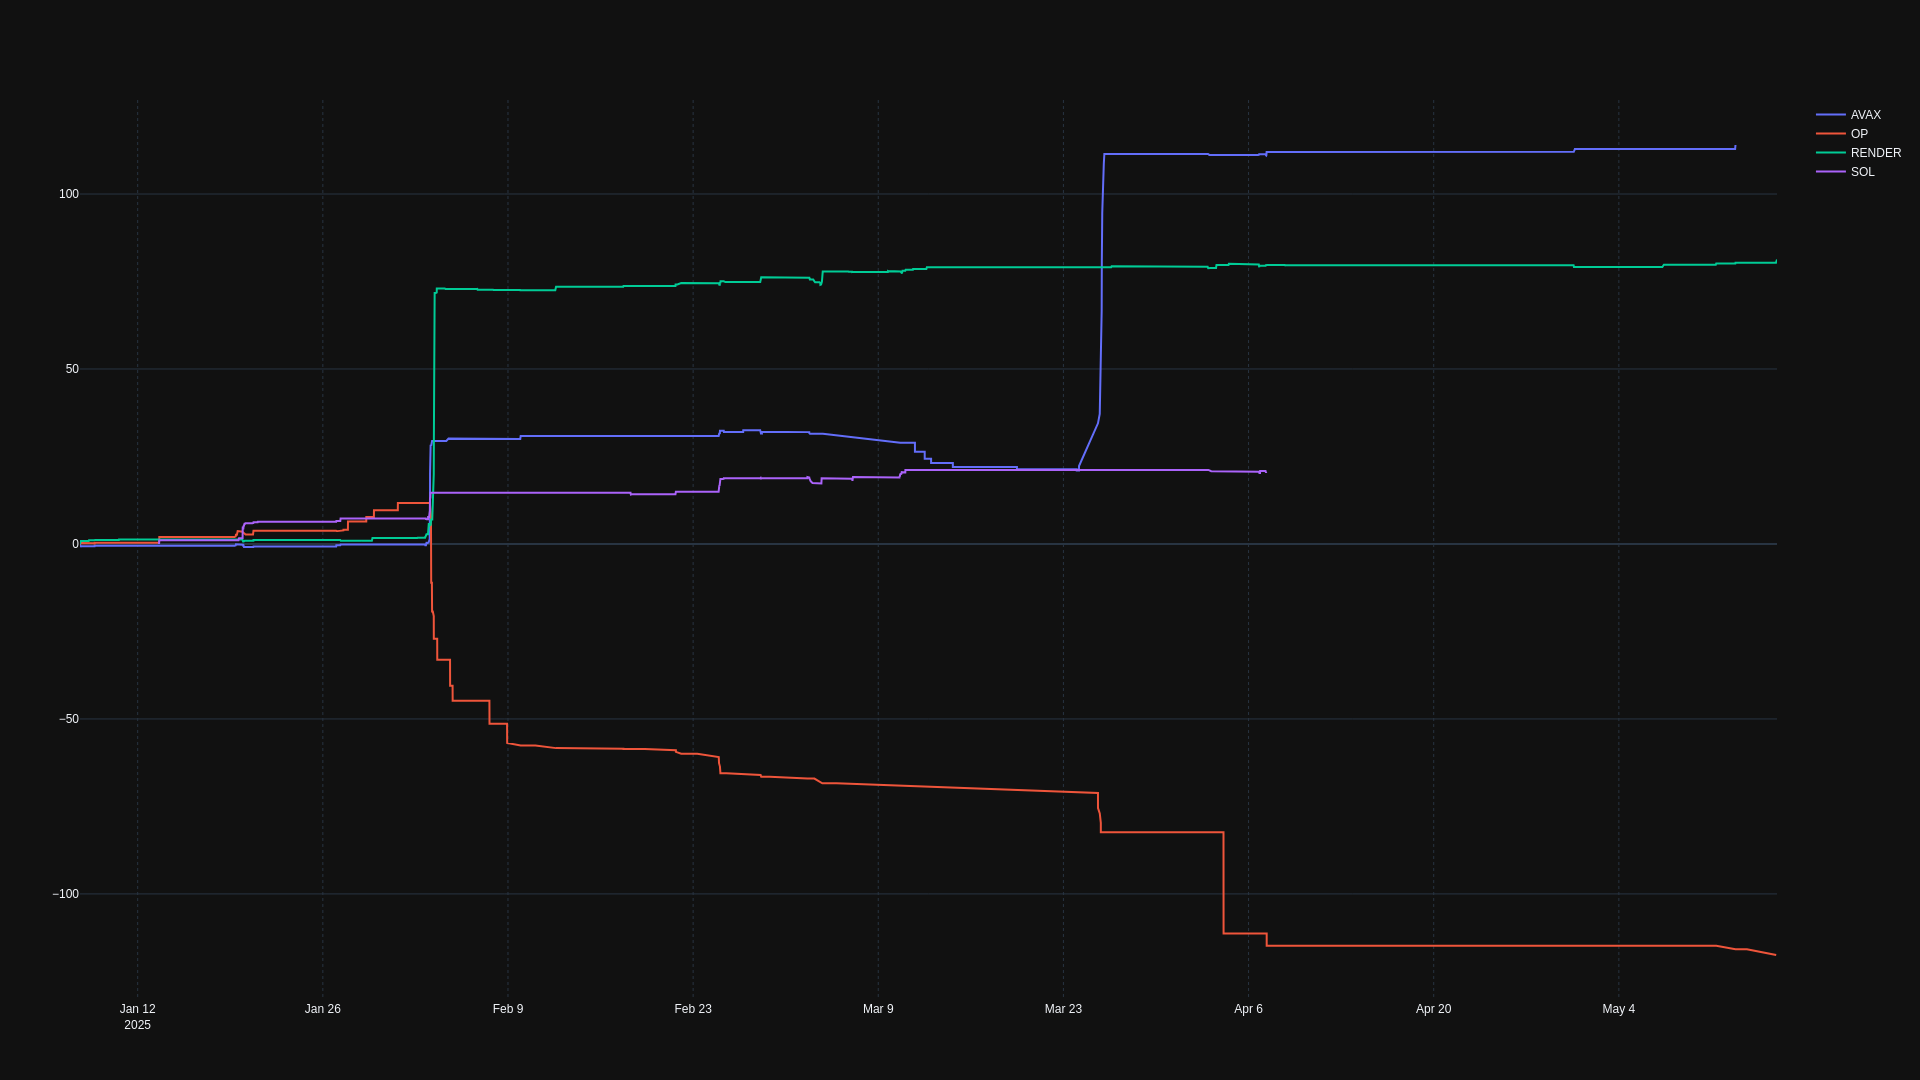 AVAX
OP
RENDER
SOL
100
50
0
−50
−100
Jan 12
2025
Jan 26
Feb 9
Feb 23
Mar 9
Mar 23
Apr 6
Apr 20
May 4